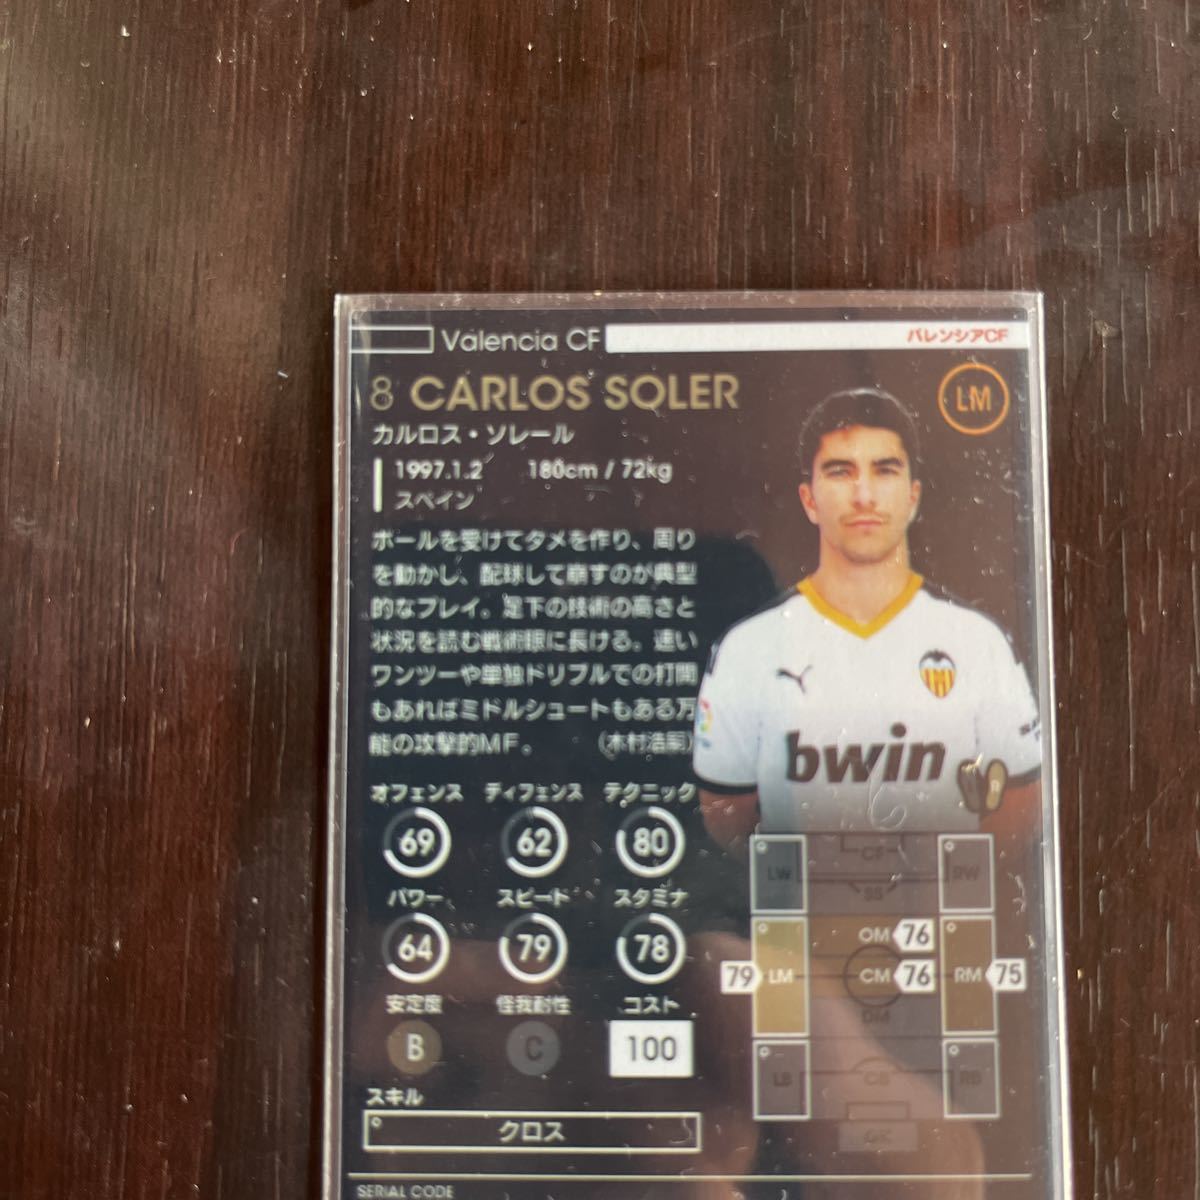 Valencia CF
バレンシアCF
8 CARLOS SOLER
LM
カルロス・ソレール
1997.1.2 180cm / 72kg
スペイン
ボールを受けてタメを作り、周り
を動かし、配球して崩すのが典型
的なプレイ。足下の技術の高さと
状況を読む戦術眼に長ける。速い
ワンツーや単独ドリブルでの打開
もあればミドルシュートもある万
能の攻撃的MF。 (木村浩嗣)
bwin
オフェンス ディフェンス テクニック
69 62 80
パワー スピード スタミナ
64 79 78
安定度 怪我耐性 コスト
B C 100
スキル
クロス
SERIAL CODE
LW CF RW
SS
OM 76
79 LM CM 76 RM 75
DM
LB CB RB
GK